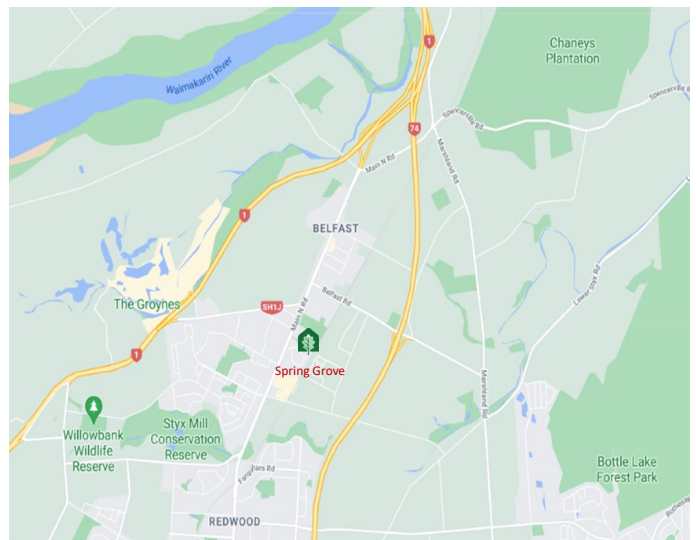 1
Chaneys
Plantation
Waimakariri River
74
Spencerville Rd
Spencerville R
Main N Rd
Marshland Rd
1
BELFAST
Lower Styx Rd
The Groynes
SH1J
Main N Rd
Belfast Rd
1
Spring Grove
Marshland Rd
Willowbank
Wildlife
Reserve
Styx Mill
Conservation
Reserve
Farquhars Rd
Bottle Lake
Forest Park
REDWOOD